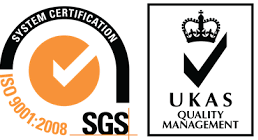 SYSTEM CERTIFICATION
ISO 9001:2008
SGS
UKAS
QUALITY
MANAGEMENT